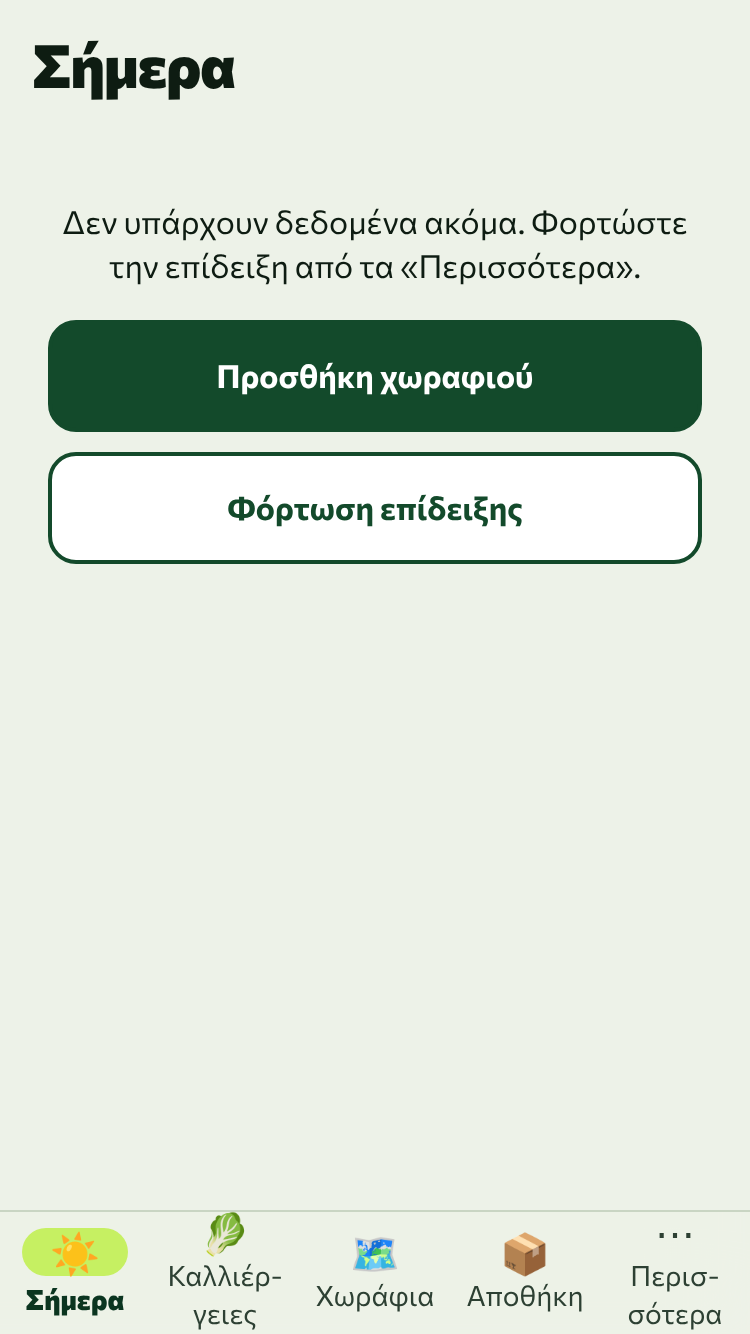 Σήμερα
Δεν υπάρχουν δεδομένα ακόμα. Φορτώστε
την επίδειξη από τα «Περισσότερα».
Προσθήκη χωραφιού
Φόρτωση επίδειξης
Σήμερα
Καλλιέρ-
γειες
Χωράφια
Αποθήκη
Περισ-
σότερα